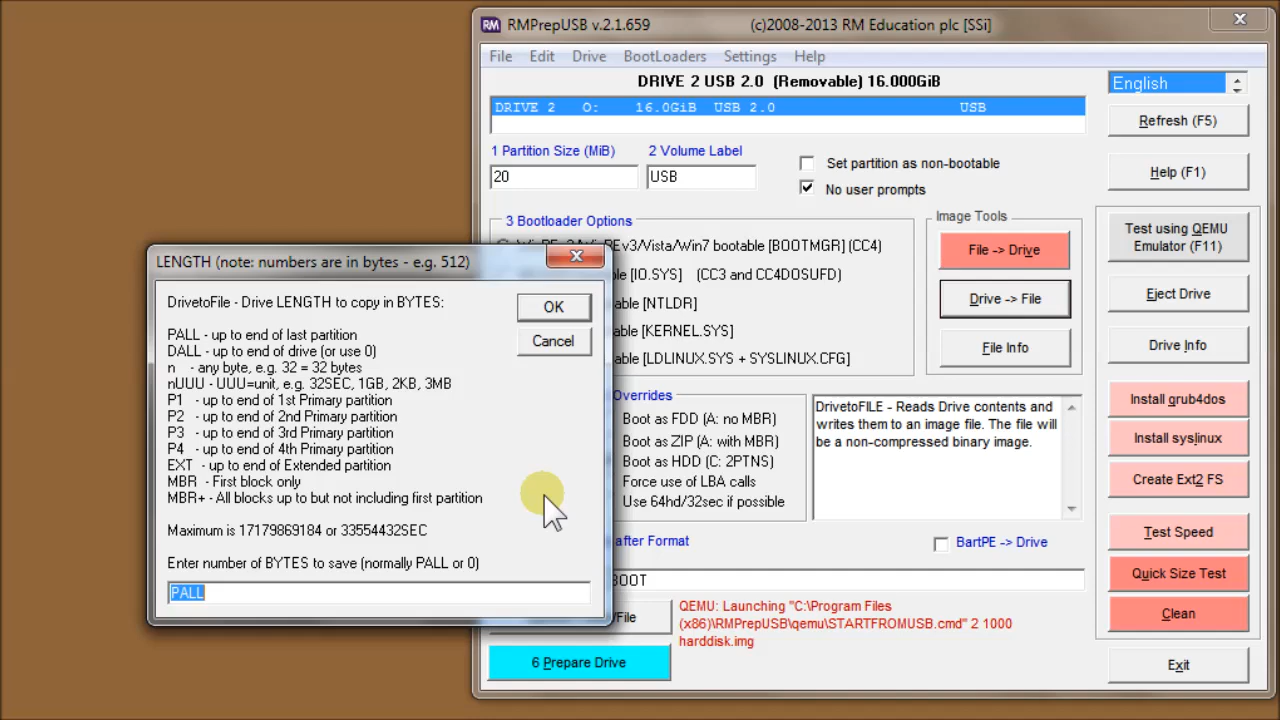 RM RMPrepUSB v.2.1.659 (c)2008-2013 RM Education plc [SSi]
File Edit Drive BootLoaders Settings Help
DRIVE 2 USB 2.0 (Removable) 16.000GiB
English
DRIVE 2 O: 16.0GiB USB 2.0 USB
Refresh (F5)
1 Partition Size (MiB) 2 Volume Label
20 USB
Set partition as non-bootable
No user prompts
Help (F1)
3 Bootloader Options
Ev3/Vista/Win7 bootable [BOOTMGR] (CC4)
ble [IO.SYS] (CC3 and CC4DOSUFD)
able [NTLDR]
able [KERNEL.SYS]
able [LDLINUX.SYS + SYSLINUX.CFG]
Image Tools
File -> Drive
Drive -> File
File Info
Test using QEMU
Emulator (F11)
Eject Drive
Drive Info
Install grub4dos
Install syslinux
Create Ext2 FS
Test Speed
Quick Size Test
Clean
Exit
LENGTH (note: numbers are in bytes - e.g. 512)
DrivetoFile - Drive LENGTH to copy in BYTES:
PALL - up to end of last partition
DALL - up to end of drive (or use 0)
n - any byte, e.g. 32 = 32 bytes
nUUU - UUU=unit, e.g. 32SEC, 1GB, 2KB, 3MB
P1 - up to end of 1st Primary partition
P2 - up to end of 2nd Primary partition
P3 - up to end of 3rd Primary partition
P4 - up to end of 4th Primary partition
EXT - up to end of Extended partition
MBR - First block only
MBR+ - All blocks up to but not including first partition
Maximum is 17179869184 or 33554432SEC
Enter number of BYTES to save (normally PALL or 0)
PALL
OK
Cancel
Overrides
Boot as FDD (A: no MBR)
Boot as ZIP (A: with MBR)
Boot as HDD (C: 2PTNS)
Force use of LBA calls
Use 64hd/32sec if possible
DrivetoFILE - Reads Drive contents and
writes them to an image file. The file will
be a non-compressed binary image.
after Format
BartPE -> Drive
BOOT
/File
QEMU: Launching "C:\Program Files
(x86)\RMPrepUSB\qemu\STARTFROMUSB.cmd" 2 1000
harddisk.img
6 Prepare Drive